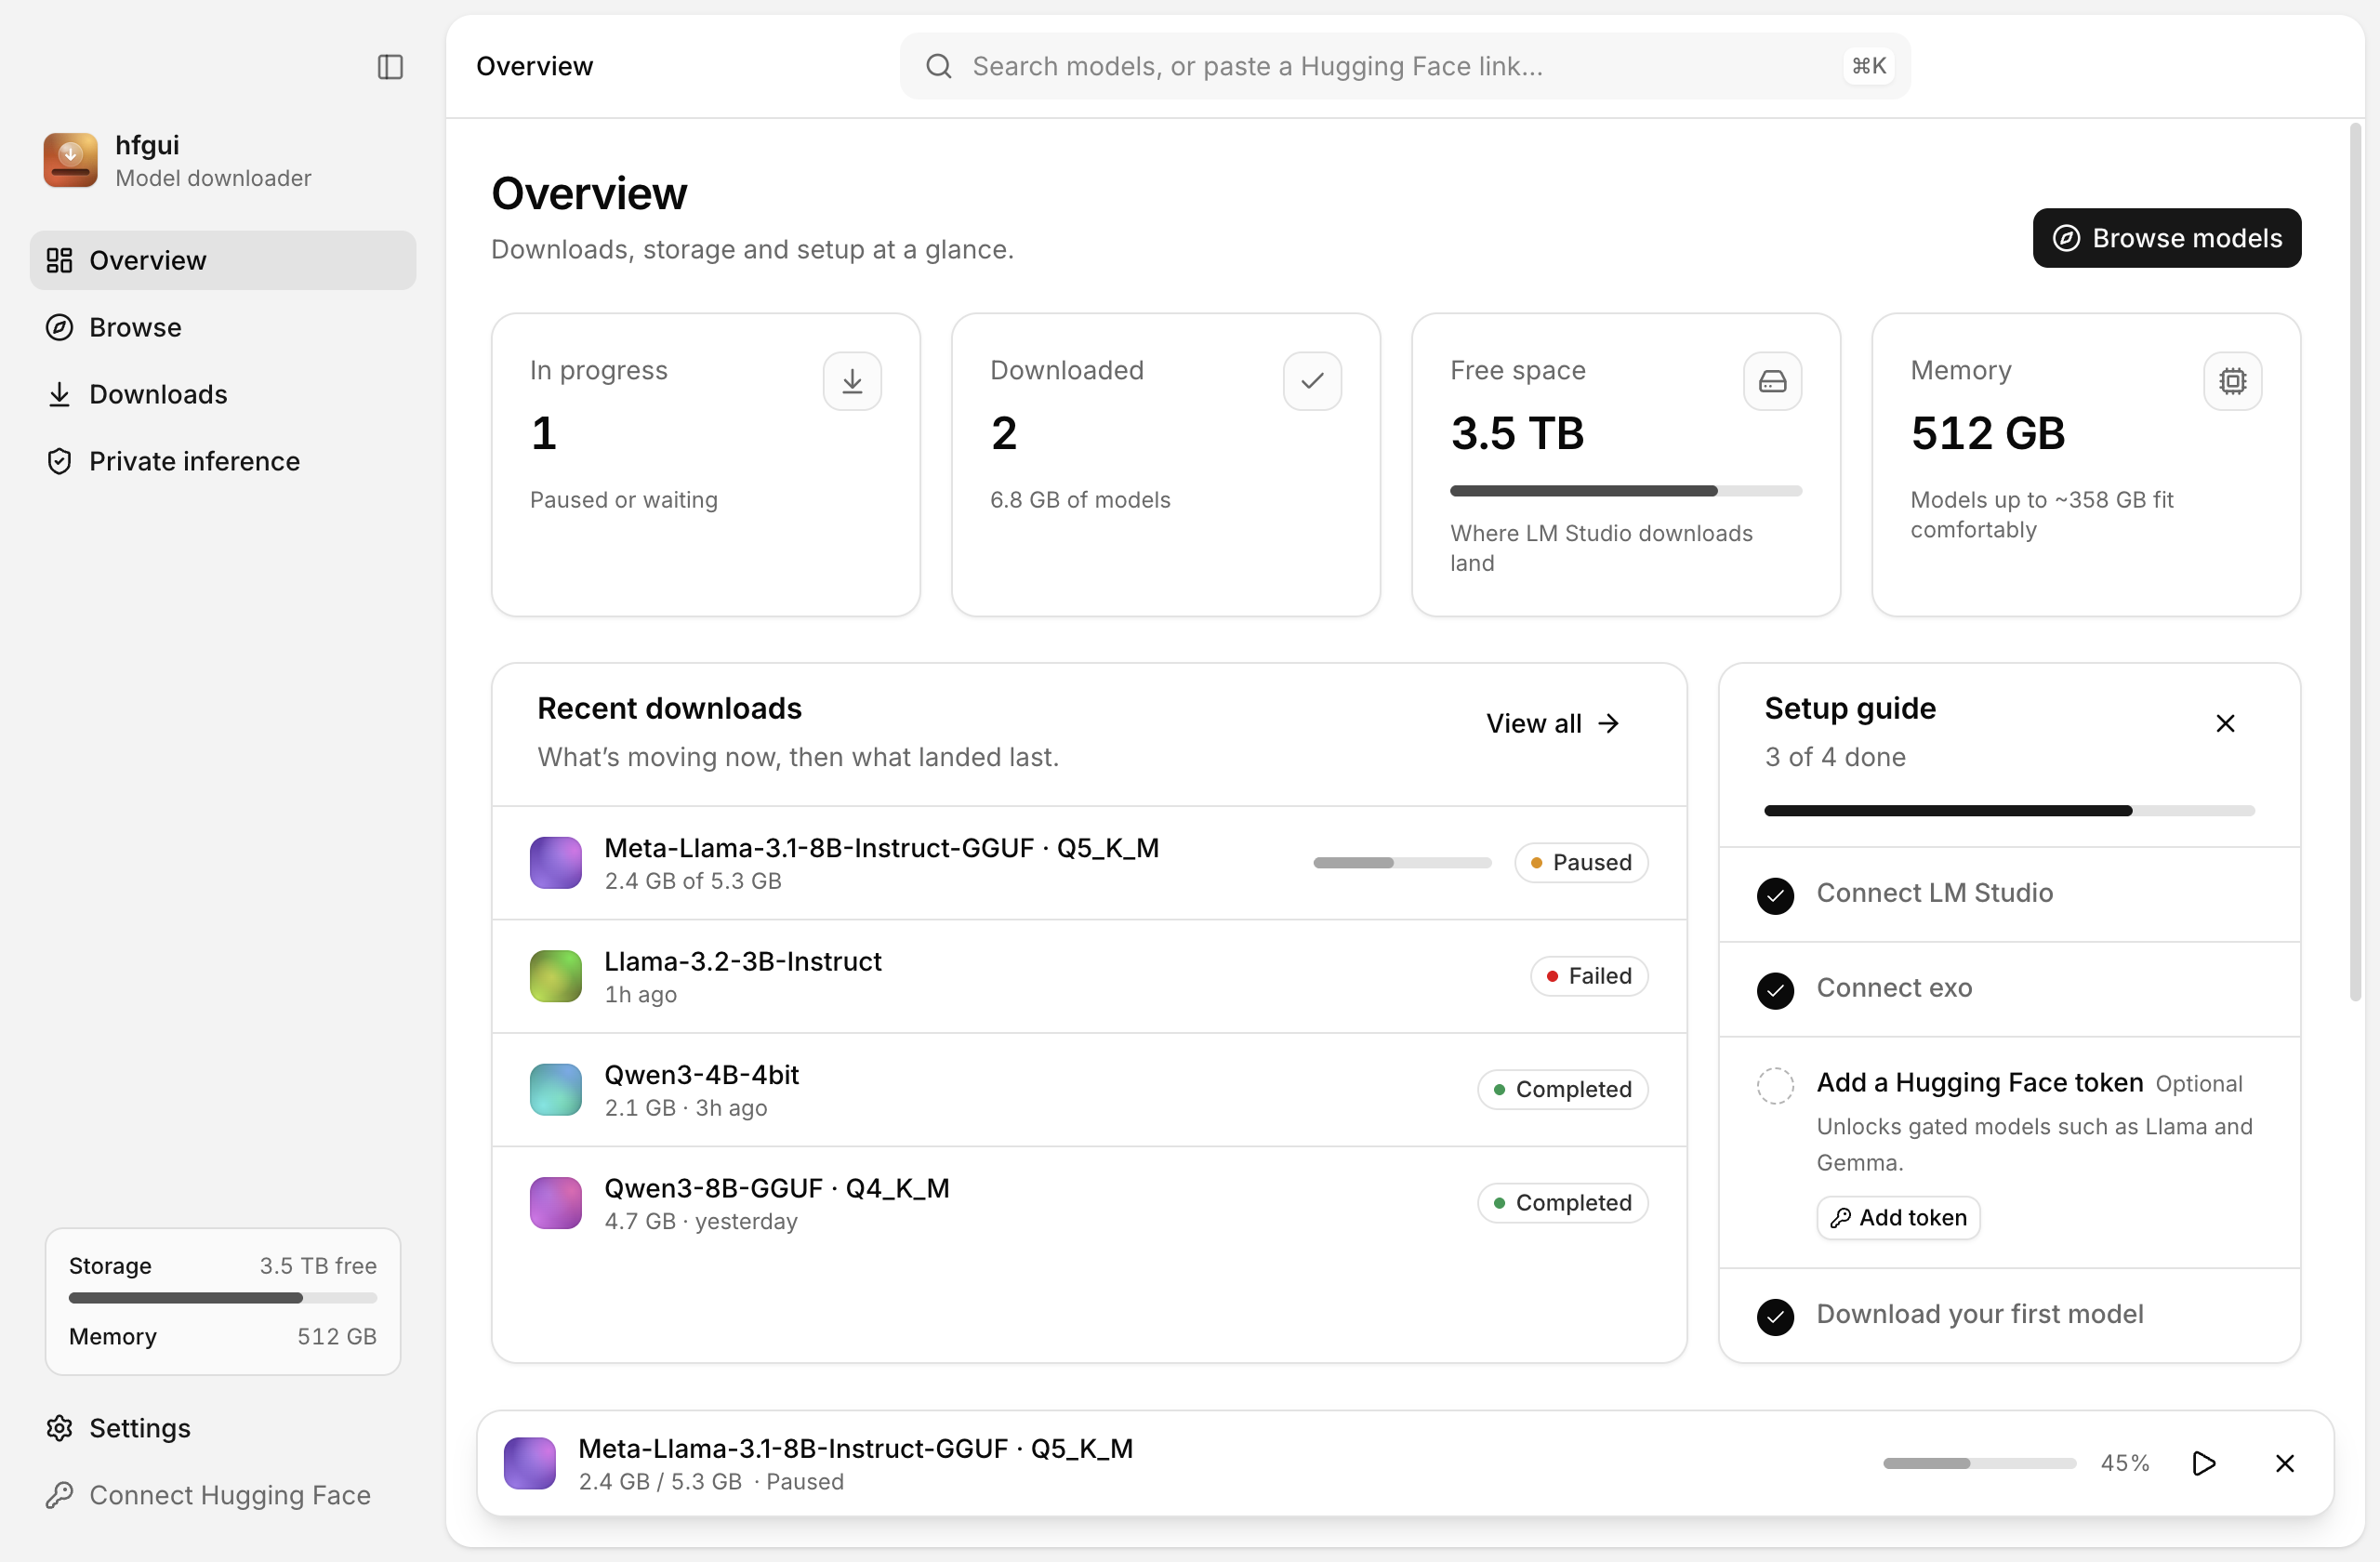 hfgui
Model downloader
Overview
Browse
Downloads
Private inference
Storage 3.5 TB free
Memory 512 GB
Settings
Connect Hugging Face
Overview
Search models, or paste a Hugging Face link...
⌘K
Overview
Downloads, storage and setup at a glance.
Browse models
In progress
1
Paused or waiting
Downloaded
2
6.8 GB of models
Free space
3.5 TB
Where LM Studio downloads
land
Memory
512 GB
Models up to ~358 GB fit
comfortably
Recent downloads
What’s moving now, then what landed last.
View all
Meta-Llama-3.1-8B-Instruct-GGUF · Q5_K_M
2.4 GB of 5.3 GB
Paused
Llama-3.2-3B-Instruct
1h ago
Failed
Qwen3-4B-4bit
2.1 GB · 3h ago
Completed
Qwen3-8B-GGUF · Q4_K_M
4.7 GB · yesterday
Completed
Setup guide
3 of 4 done
Connect LM Studio
Connect exo
Add a Hugging Face token Optional
Unlocks gated models such as Llama and
Gemma.
Add token
Download your first model
Meta-Llama-3.1-8B-Instruct-GGUF · Q5_K_M
2.4 GB / 5.3 GB · Paused
45%